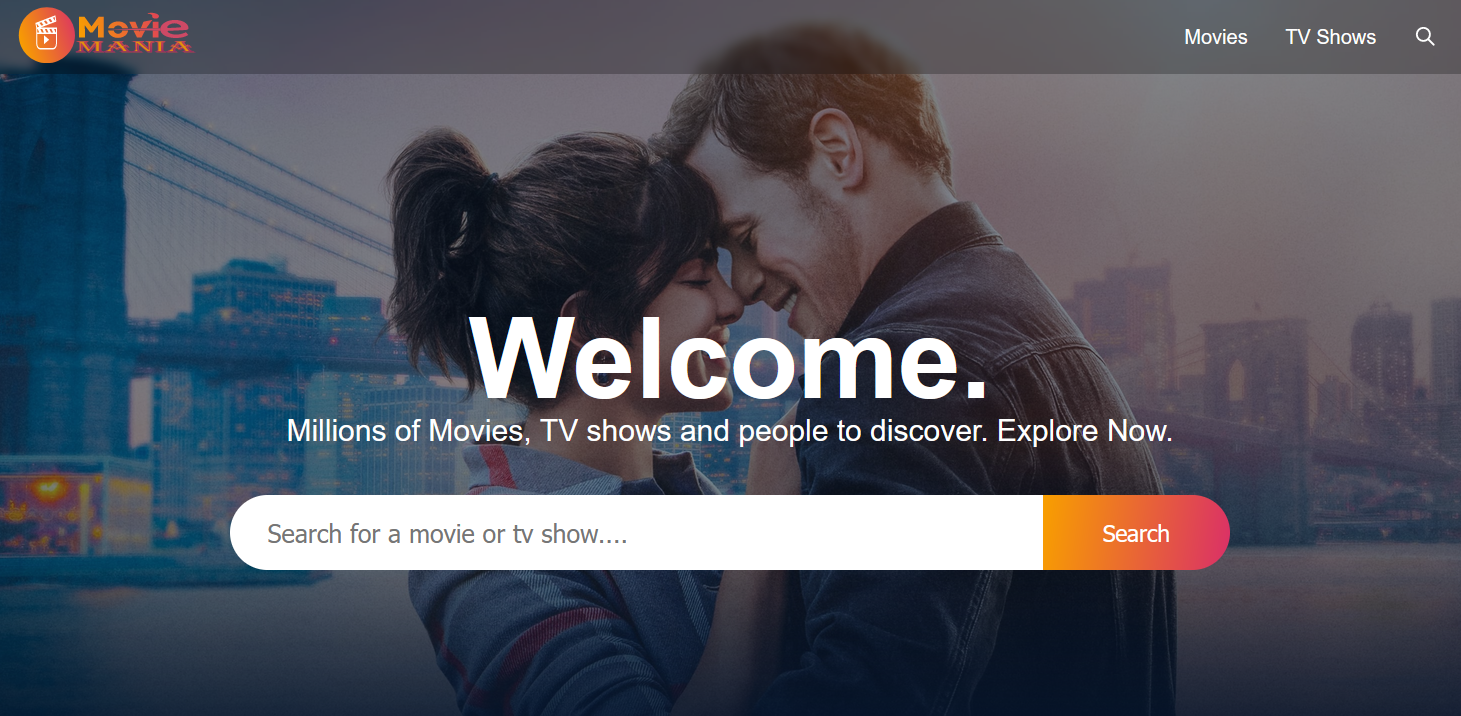 Movie
MANIA
Movies
TV Shows
Welcome.
Millions of Movies, TV shows and people to discover. Explore Now.
Search for a movie or tv show....
Search